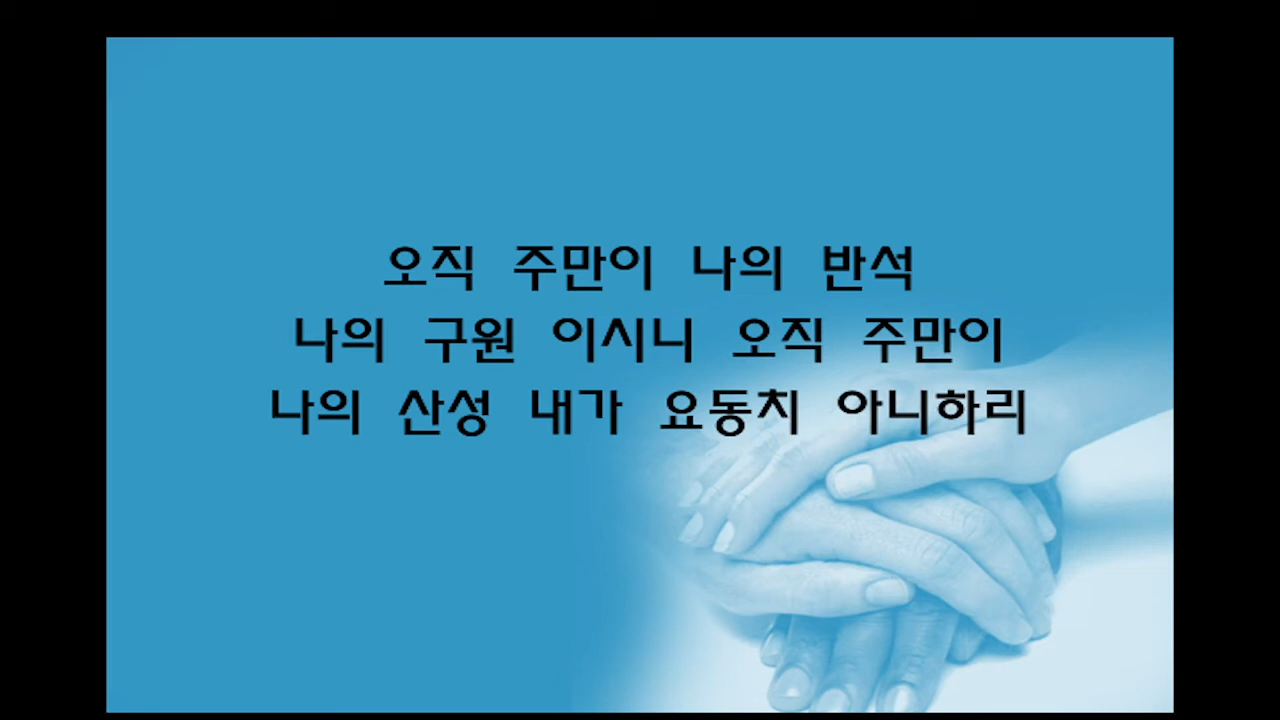 오직 주만이 나의 반석
나의 구원 이시니 오직 주만이
나의 산성 내가 요동치 아니하리